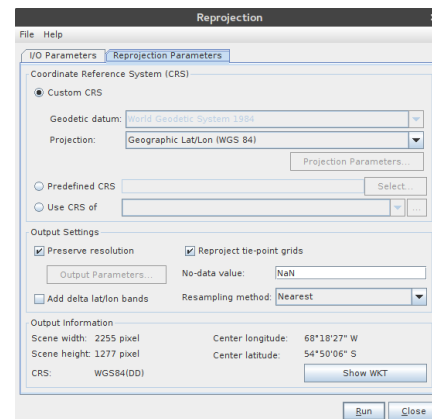 Reprojection
File Help
I/O Parameters Reprojection Parameters
Coordinate Reference System (CRS)
Custom CRS
Geodetic datum: World Geodetic System 1984
Projection: Geographic Lat/Lon (WGS 84)
Projection Parameters...
Predefined CRS Select...
Use CRS of ...
Output Settings
Preserve resolution Reproject tie-point grids
Output Parameters... No-data value: NaN
Add delta lat/lon bands Resampling method: Nearest
Output Information
Scene width: 2255 pixel Center longitude: 68°18'27" W
Scene height: 1277 pixel Center latitude: 54°50'06" S
CRS: WGS84(DD) Show WKT
Run Close